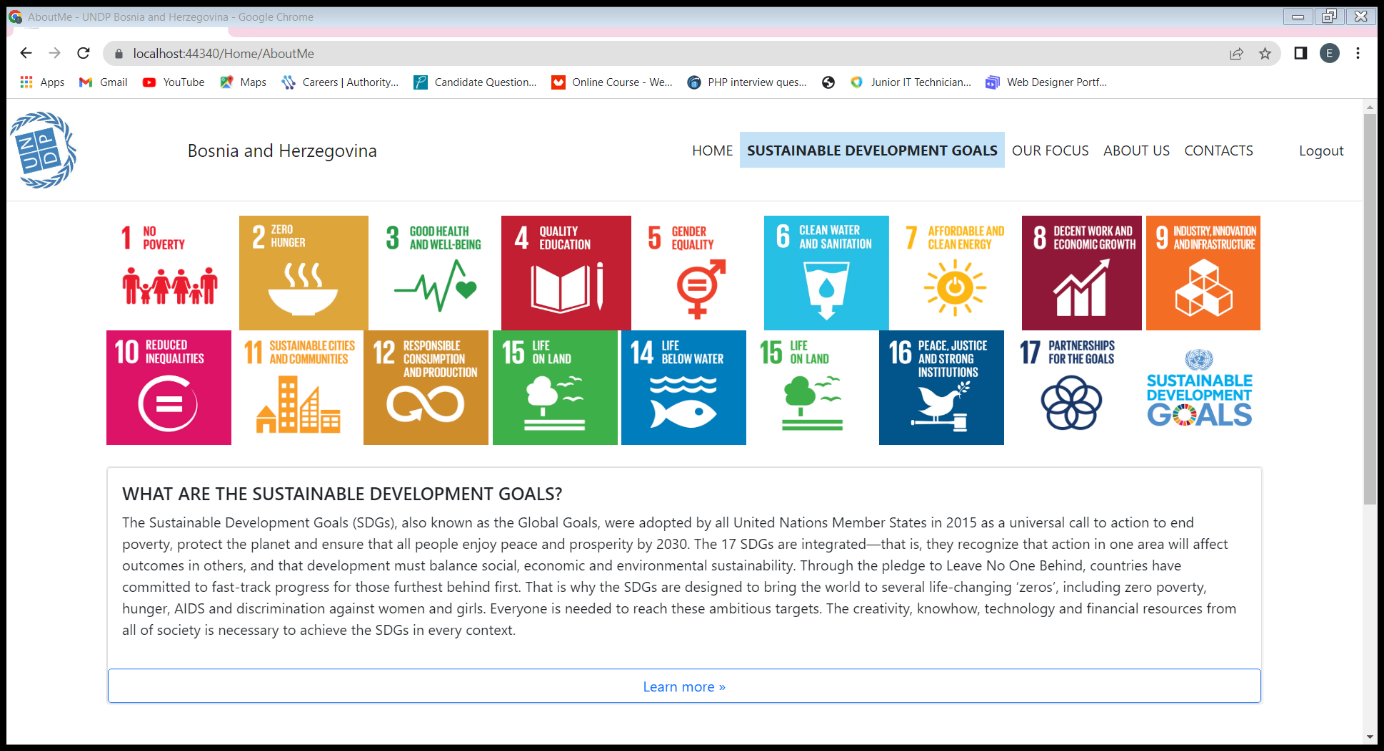 AboutMe - UNDP Bosnia and Herzegovina - Google Chrome
localhost:44340/Home/AboutMe
E
Apps Gmail YouTube Maps Careers | Authority... Candidate Question... Online Course - We... PHP interview ques... Junior IT Technician... Web Designer Portf...
UN
DP
Bosnia and Herzegovina
HOME SUSTAINABLE DEVELOPMENT GOALS OUR FOCUS ABOUT US CONTACTS Logout
1 NO
POVERTY
2 ZERO
HUNGER
3 GOOD HEALTH
AND WELL-BEING
4 QUALITY
EDUCATION
5 GENDER
EQUALITY
6 CLEAN WATER
AND SANITATION
7 AFFORDABLE AND
CLEAN ENERGY
8 DECENT WORK AND
ECONOMIC GROWTH
9 INDUSTRY, INNOVATION
AND INFRASTRUCTURE
10 REDUCED
INEQUALITIES
11 SUSTAINABLE CITIES
AND COMMUNITIES
12 RESPONSIBLE
CONSUMPTION
AND PRODUCTION
15 LIFE
ON LAND
14 LIFE
BELOW WATER
15 LIFE
ON LAND
16 PEACE, JUSTICE
AND STRONG
INSTITUTIONS
17 PARTNERSHIPS
FOR THE GOALS
SUSTAINABLE
DEVELOPMENT
GOALS
WHAT ARE THE SUSTAINABLE DEVELOPMENT GOALS?
The Sustainable Development Goals (SDGs), also known as the Global Goals, were adopted by all United Nations Member States in 2015 as a universal call to action to end
poverty, protect the planet and ensure that all people enjoy peace and prosperity by 2030. The 17 SDGs are integrated—that is, they recognize that action in one area will affect
outcomes in others, and that development must balance social, economic and environmental sustainability. Through the pledge to Leave No One Behind, countries have
committed to fast-track progress for those furthest behind first. That is why the SDGs are designed to bring the world to several life-changing ‘zeros’, including zero poverty,
hunger, AIDS and discrimination against women and girls. Everyone is needed to reach these ambitious targets. The creativity, knowhow, technology and financial resources from
all of society is necessary to achieve the SDGs in every context.
Learn more »